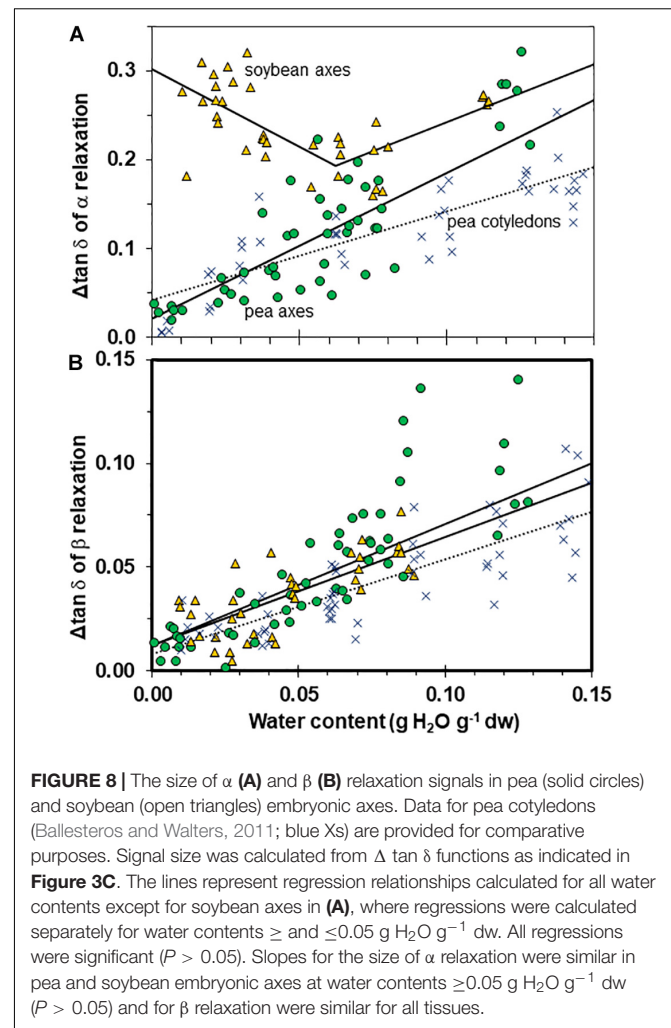 A
Δtan δ of α relaxation
0.3
0.2
0.1
0.0
soybean axes
pea cotyledons
pea axes
B
Δtan δ of β relaxation
0.15
0.10
0.05
0.00
0.00 0.05 0.10 0.15
Water content (g H₂O g⁻¹ dw)
FIGURE 8 | The size of α (A) and β (B) relaxation signals in pea (solid circles)
and soybean (open triangles) embryonic axes. Data for pea cotyledons
(Ballesteros and Walters, 2011; blue Xs) are provided for comparative
purposes. Signal size was calculated from Δ tan δ functions as indicated in
Figure 3C. The lines represent regression relationships calculated for all water
contents except for soybean axes in (A), where regressions were calculated
separately for water contents ≥ and ≤0.05 g H₂O g⁻¹ dw. All regressions
were significant (P > 0.05). Slopes for the size of α relaxation were similar in
pea and soybean embryonic axes at water contents ≥0.05 g H₂O g⁻¹ dw
(P > 0.05) and for β relaxation were similar for all tissues.